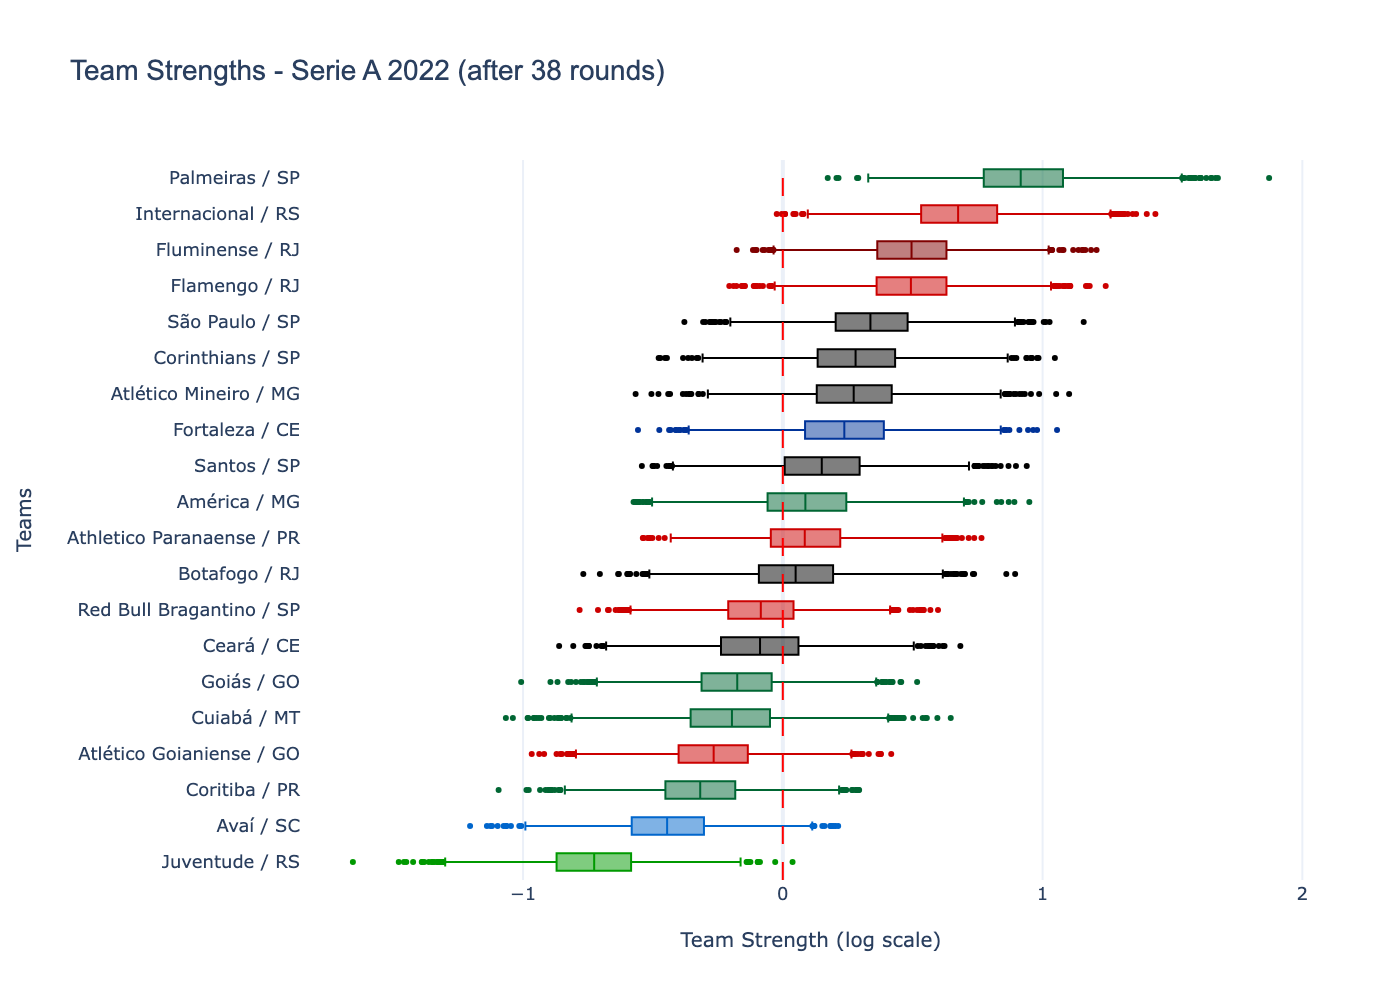 Team Strengths - Serie A 2022 (after 38 rounds)
Palmeiras / SP
Internacional / RS
Fluminense / RJ
Flamengo / RJ
São Paulo / SP
Corinthians / SP
Atlético Mineiro / MG
Fortaleza / CE
Santos / SP
América / MG
Athletico Paranaense / PR
Botafogo / RJ
Red Bull Bragantino / SP
Ceará / CE
Goiás / GO
Cuiabá / MT
Atlético Goianiense / GO
Coritiba / PR
Avaí / SC
Juventude / RS
Teams
−1 0 1 2
Team Strength (log scale)